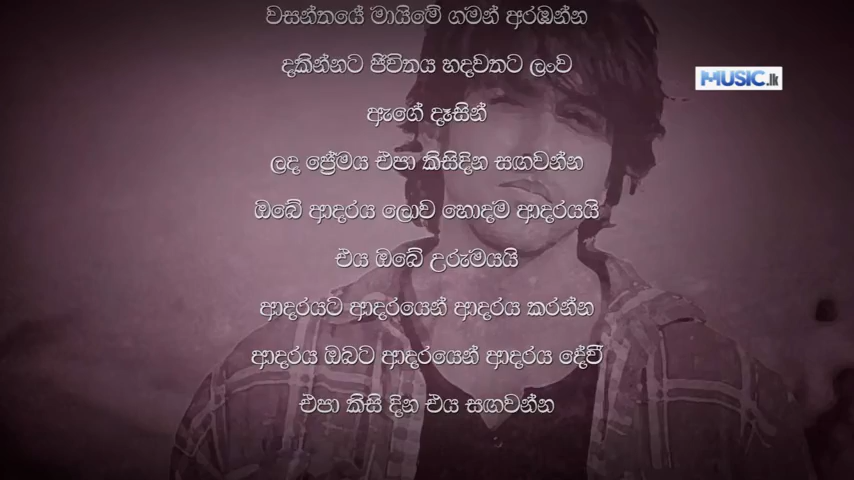 වසන්තයේ මායිමේ ගමන් අරඹන්න
MUSIC.lk
දකින්නට ජීවිතය හදවතට ලංව
ඇගේ දෑසින්
ලද ප්‍රේමය එපා කිසිදින සඟවන්න
ඔබේ ආදරය ලොව හොදම ආදරයයි
එය ඔබේ උරුමයයි
ආදරයට ආදරයෙන් ආදරය කරන්න
ආදරය ඔබට ආදරයෙන් ආදරය දේවී
එපා කිසි දින එය සඟවන්න